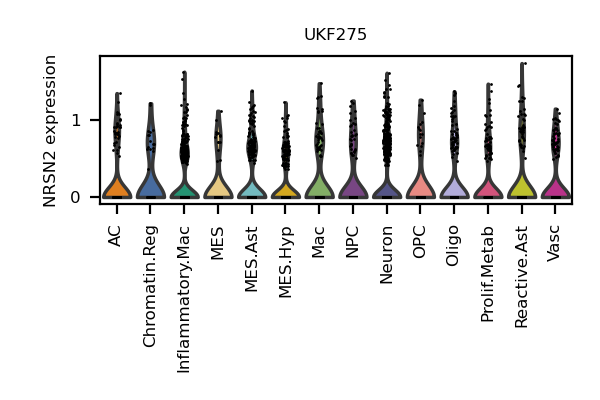 UKF275
NRSN2 expression
1
0
AC
Chromatin.Reg
Inflammatory.Mac
MES
MES.Ast
MES.Hyp
Mac
NPC
Neuron
OPC
Oligo
Prolif.Metab
Reactive.Ast
Vasc